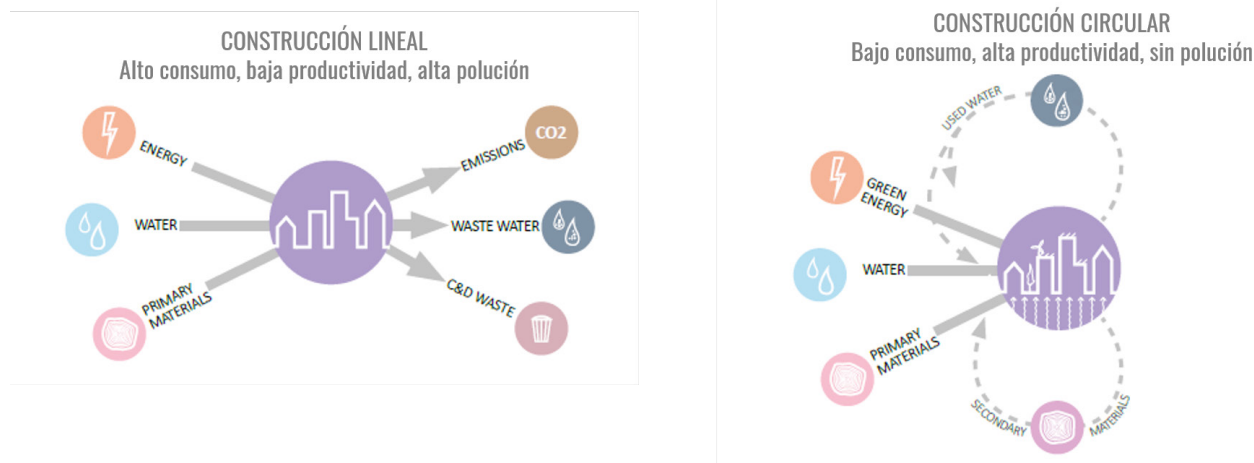 CONSTRUCCIÓN LINEAL
Alto consumo, baja productividad, alta polución
ENERGY
WATER
PRIMARY
MATERIALS
EMISSIONS
CO2
WASTE WATER
C&D WASTE
CONSTRUCCIÓN CIRCULAR
Bajo consumo, alta productividad, sin polución
USED WATER
GREEN
ENERGY
WATER
PRIMARY
MATERIALS
SECONDARY
MATERIALS